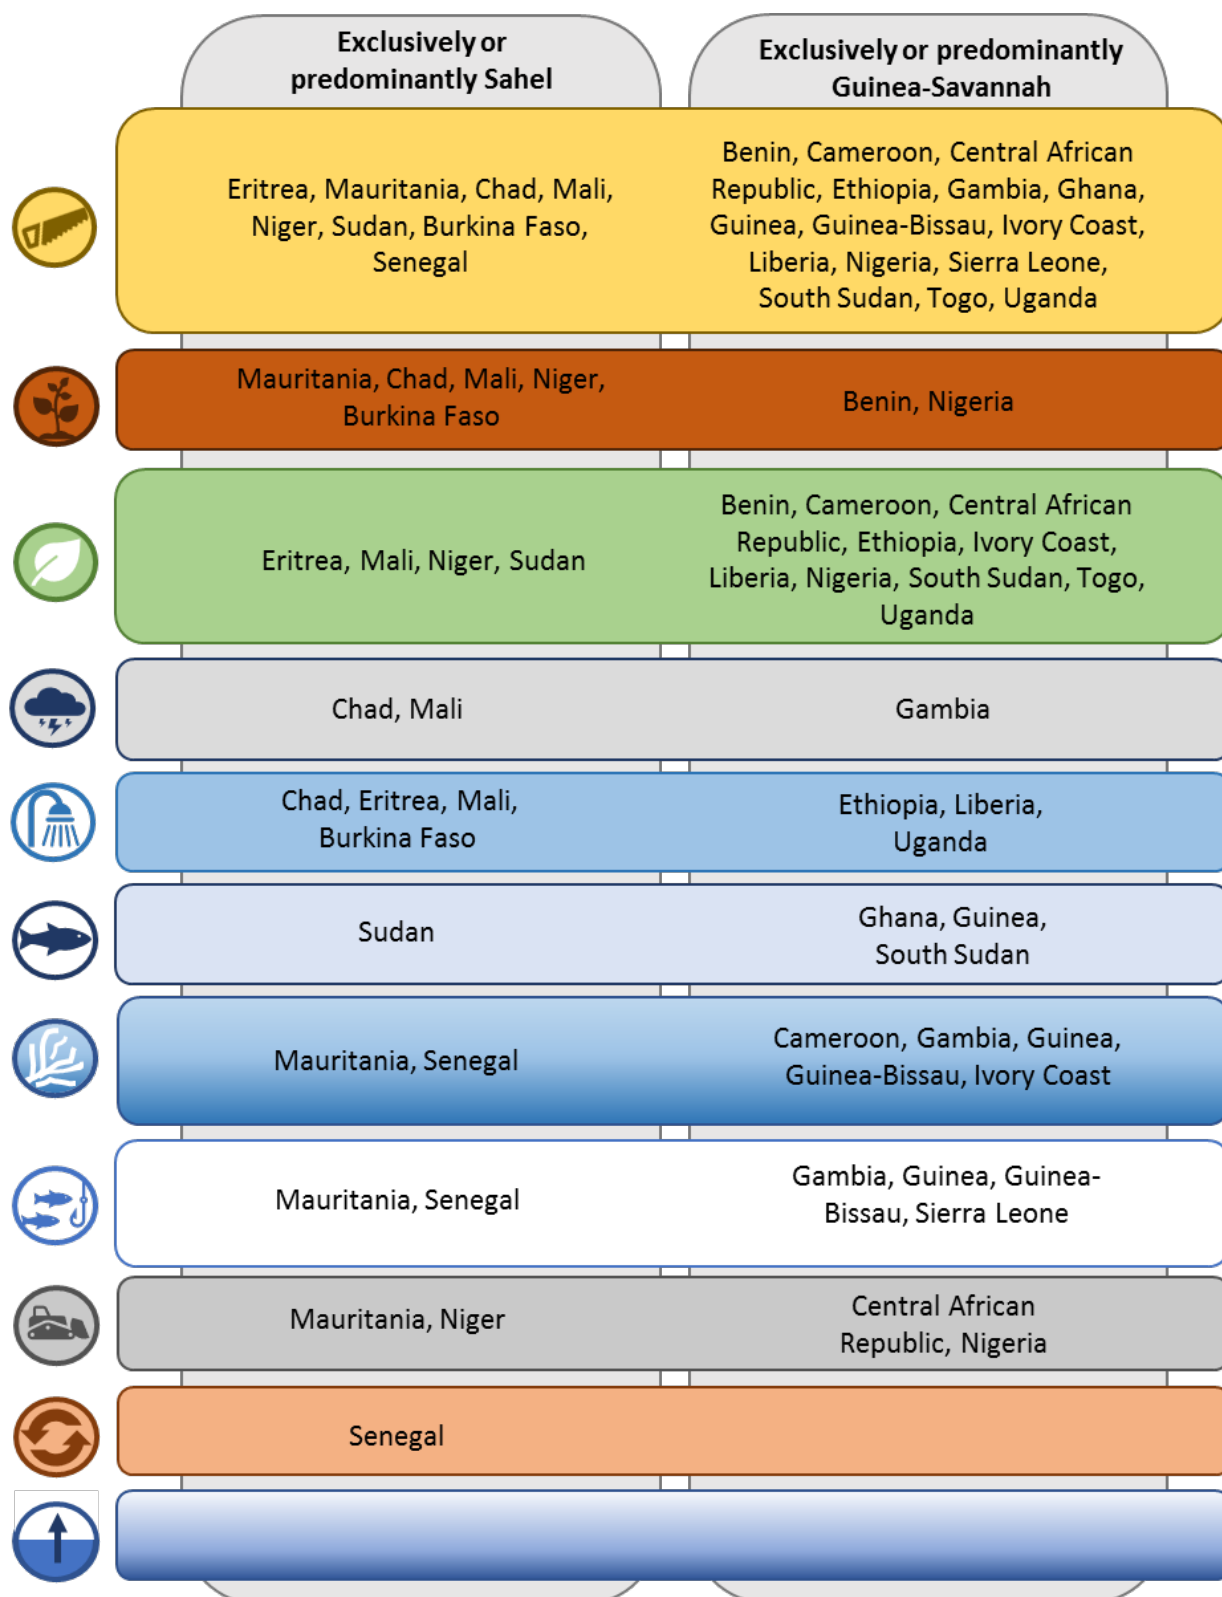 Exclusively or
predominantly Sahel
Exclusively or predominantly
Guinea-Savannah
Eritrea, Mauritania, Chad, Mali,
Niger, Sudan, Burkina Faso,
Senegal
Benin, Cameroon, Central African
Republic, Ethiopia, Gambia, Ghana,
Guinea, Guinea-Bissau, Ivory Coast,
Liberia, Nigeria, Sierra Leone,
South Sudan, Togo, Uganda
Mauritania, Chad, Mali, Niger,
Burkina Faso
Benin, Nigeria
Eritrea, Mali, Niger, Sudan
Benin, Cameroon, Central African
Republic, Ethiopia, Ivory Coast,
Liberia, Nigeria, South Sudan, Togo,
Uganda
Chad, Mali
Gambia
Chad, Eritrea, Mali,
Burkina Faso
Ethiopia, Liberia,
Uganda
Sudan
Ghana, Guinea,
South Sudan
Mauritania, Senegal
Cameroon, Gambia, Guinea,
Guinea-Bissau, Ivory Coast
Mauritania, Senegal
Gambia, Guinea, Guinea-
Bissau, Sierra Leone
Mauritania, Niger
Central African
Republic, Nigeria
Senegal